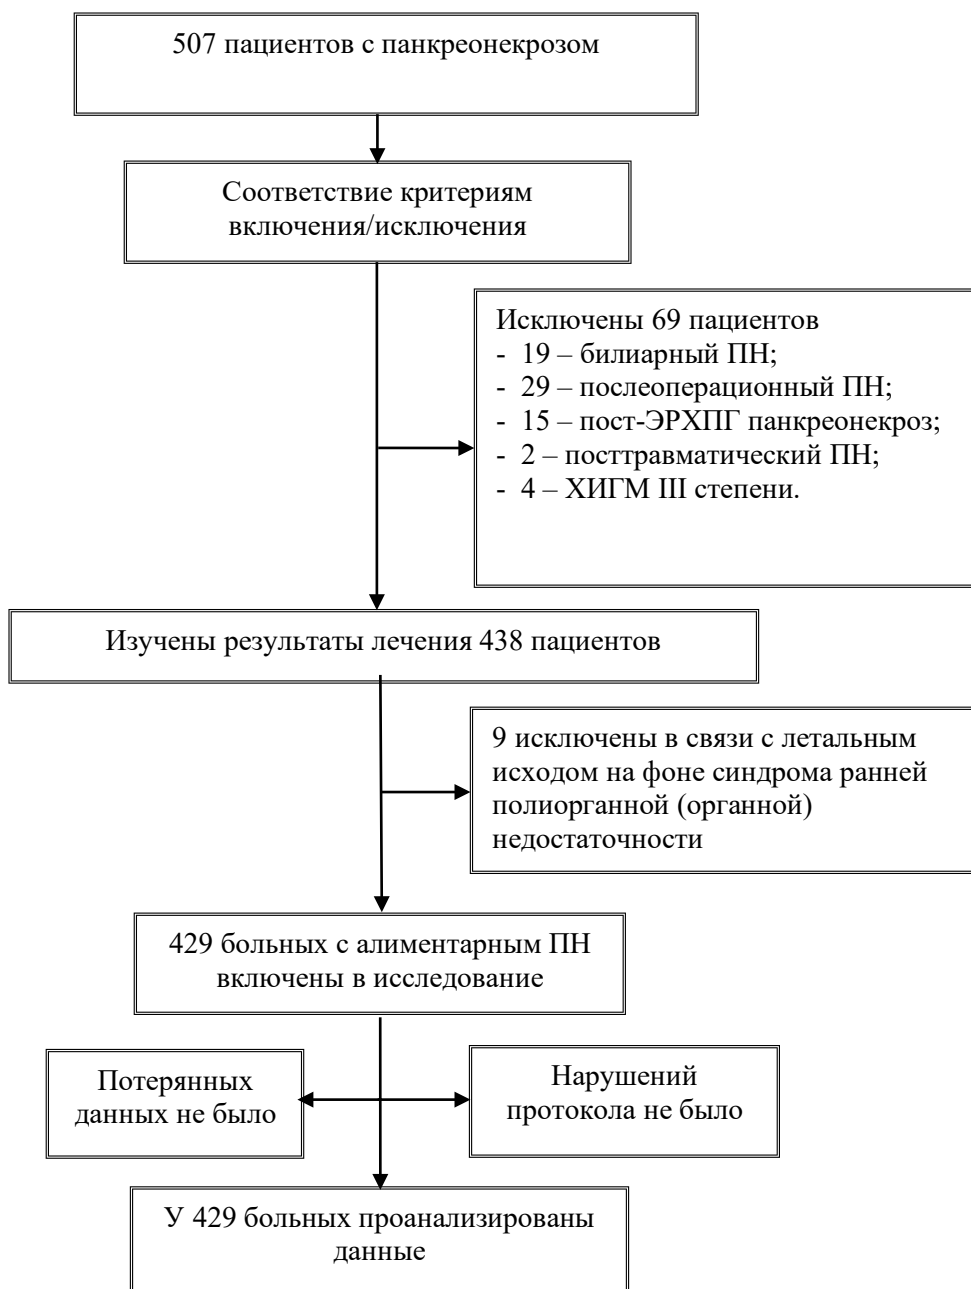 507 пациентов с панкреонекрозом
Соответствие критериям
включения/исключения
Исключены 69 пациентов
- 19 – билиарный ПН;
- 29 – послеоперационный ПН;
- 15 – пост-ЭРХПГ панкреонекроз;
- 2 – посттравматический ПН;
- 4 – ХИГМ III степени.
Изучены результаты лечения 438 пациентов
9 исключены в связи с летальным
исходом на фоне синдрома ранней
полиорганной (органной)
недостаточности
429 больных с алиментарным ПН
включены в исследование
Потерянных
данных не было
Нарушений
протокола не было
У 429 больных проанализированы
данные